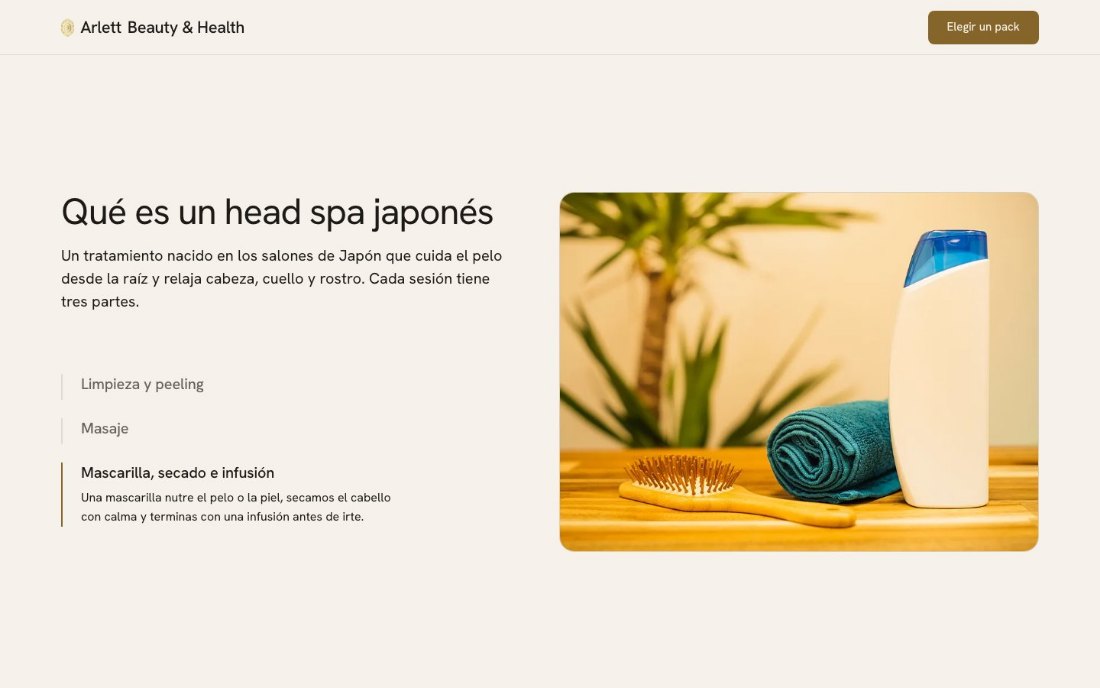 Arlett Beauty & Health
Elegir un pack
Qué es un head spa japonés
Un tratamiento nacido en los salones de Japón que cuida el pelo
desde la raíz y relaja cabeza, cuello y rostro. Cada sesión tiene
tres partes.
Limpieza y peeling
Masaje
Mascarilla, secado e infusión
Una mascarilla nutre el pelo o la piel, secamos el cabello
con calma y terminas con una infusión antes de irte.